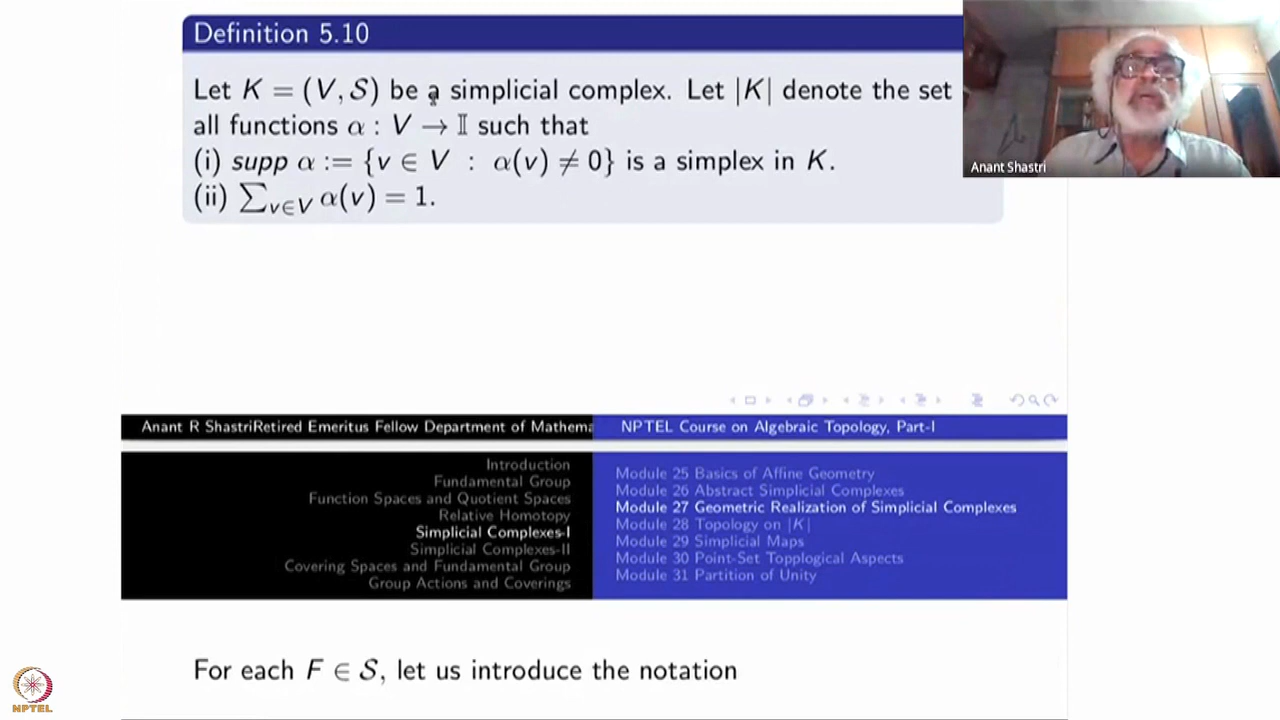 Definition 5.10
Let K = (V, S) be a simplicial complex. Let |K| denote the set
all functions α : V → 𝕀 such that
(i) supp α := {v ∈ V : α(v) ≠ 0} is a simplex in K.
(ii) ∑v∈V α(v) = 1.
Anant Shastri
Anant R ShastriRetired Emeritus Fellow Department of Mathema
NPTEL Course on Algebraic Topology, Part-I
Introduction
Fundamental Group
Function Spaces and Quotient Spaces
Relative Homotopy
Simplicial Complexes-I
Simplicial Complexes-II
Covering Spaces and Fundamental Group
Group Actions and Coverings
Module 25 Basics of Affine Geometry
Module 26 Abstract Simplicial Complexes
Module 27 Geometric Realization of Simplicial Complexes
Module 28 Topology on |K|
Module 29 Simplicial Maps
Module 30 Point-Set Topplogical Aspects
Module 31 Partition of Unity
For each F ∈ S, let us introduce the notation
NPTEL